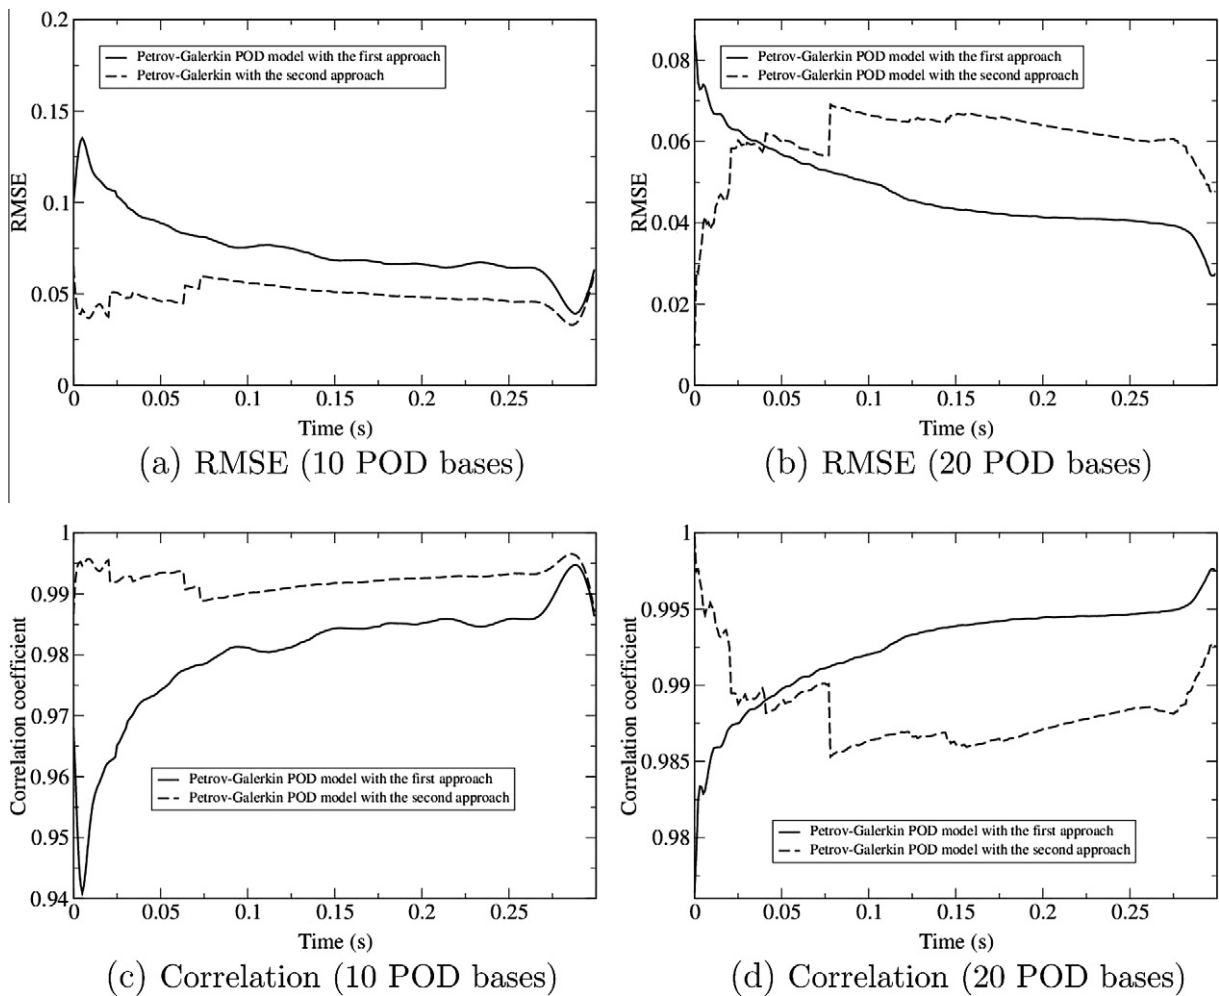 0.2
Petrov-Galerkin POD model with the first approach
Petrov-Galerkin with the second approach
0.15
0.1
0.05
0
RMSE
0 0.05 0.1 0.15 0.2 0.25
Time (s)
(a) RMSE (10 POD bases)
Petrov-Galerkin POD model with the first approach
Petrov-Galerkin POD model with the second approach
0.08
0.06
0.04
0.02
0
RMSE
0 0.05 0.1 0.15 0.2 0.25
Time (s)
(b) RMSE (20 POD bases)
1
0.99
0.98
0.97
0.96
0.95
0.94
Correlation coefficient
Petrov-Galerkin POD model with the first approach
Petrov-Galerkin POD model with the second approach
0 0.05 0.1 0.15 0.2 0.25
Time (s)
(c) Correlation (10 POD bases)
1
0.995
0.99
0.985
0.98
Correlation coefficient
Petrov-Galerkin POD model with the first approach
Petrov-Galerkin POD model with the second approach
0 0.05 0.1 0.15 0.2 0.25
Time (s)
(d) Correlation (20 POD bases)